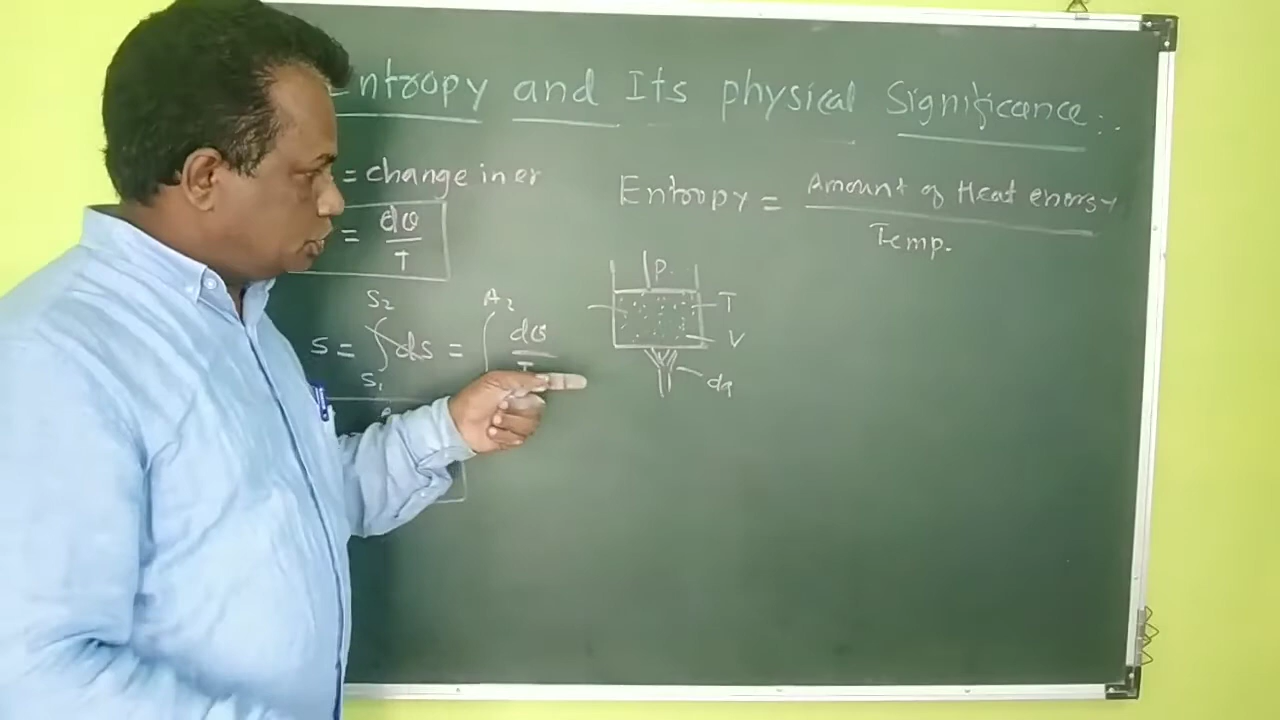 Entropy and Its physical Significance:.
= change in en
= dQ/T
Entropy = Amount of Heat energy
Temp.
S2
A2
S = ∫ds = ∫ dQ
T
S1
P.
T
V
dq